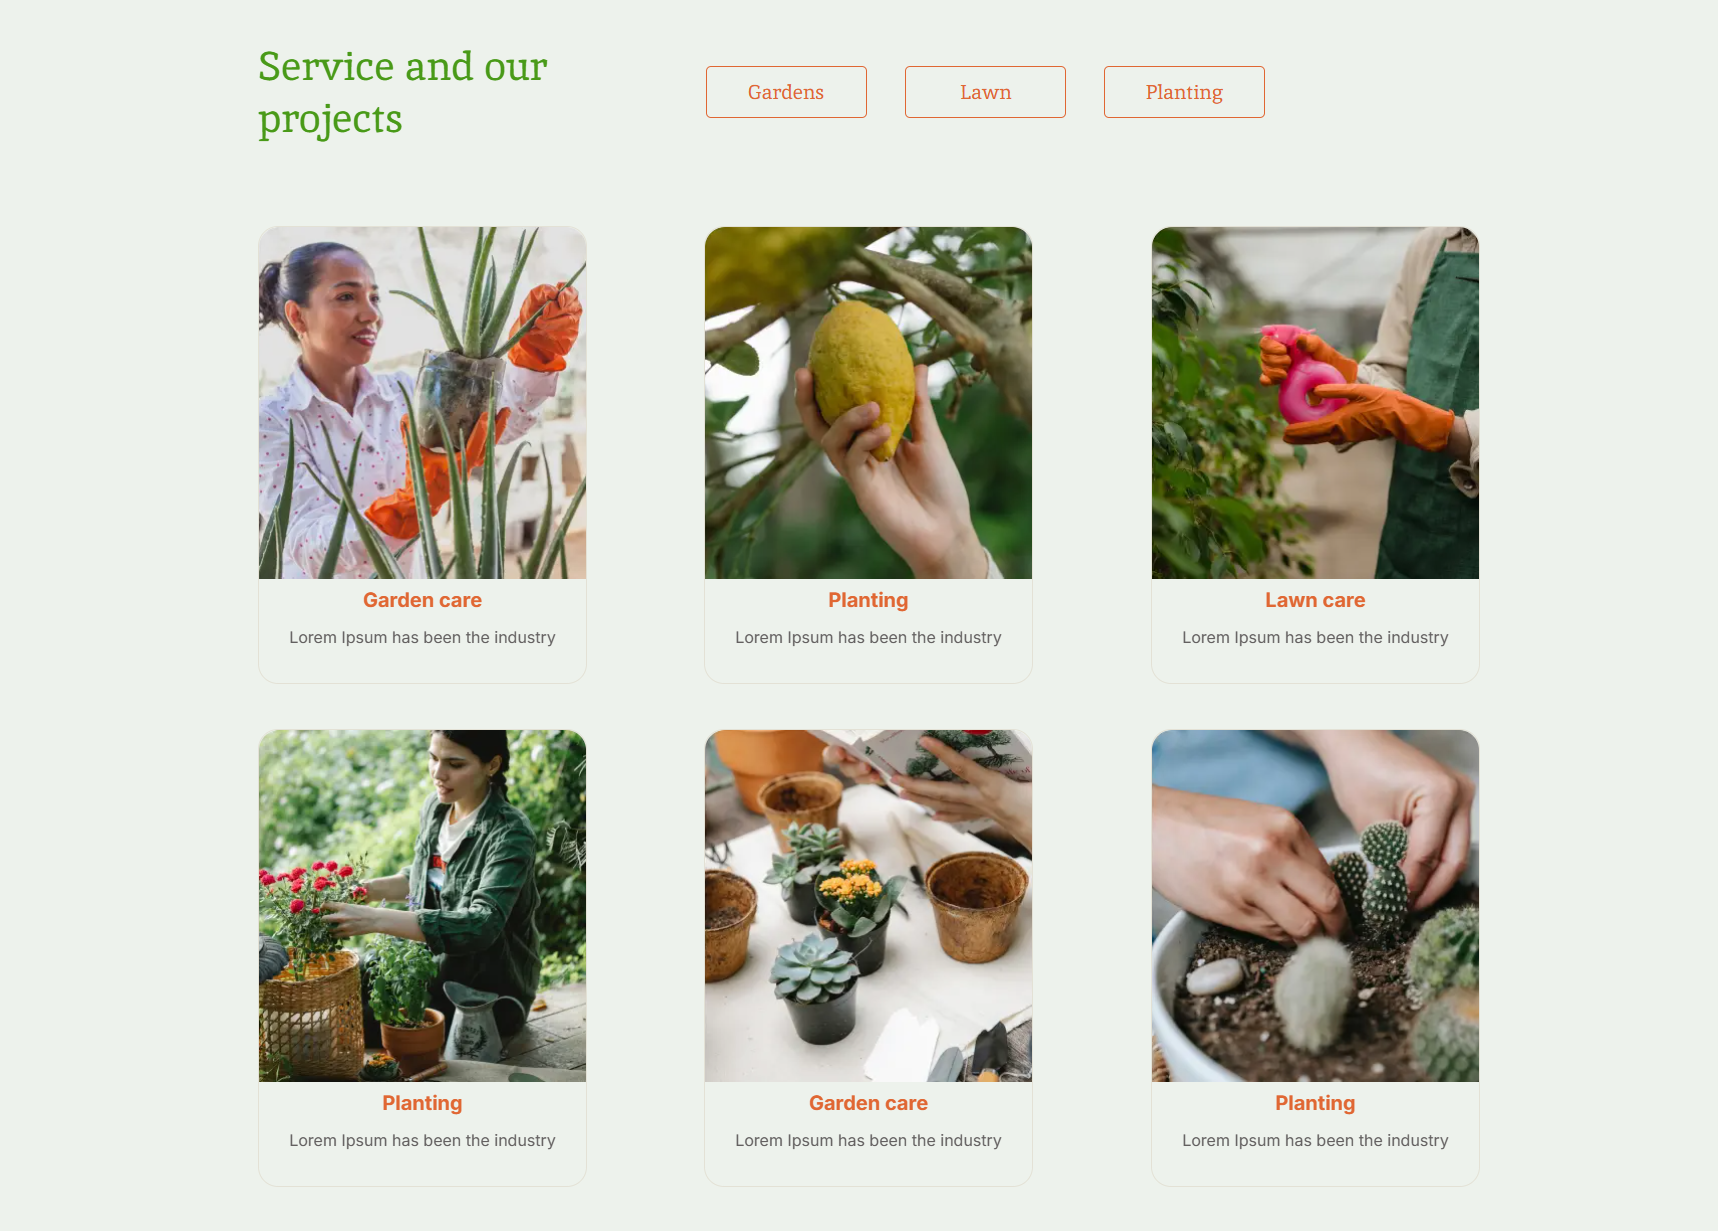 Service and our
projects
Gardens
Lawn
Planting
Garden care
Lorem Ipsum has been the industry
Planting
Lorem Ipsum has been the industry
Lawn care
Lorem Ipsum has been the industry
Planting
Lorem Ipsum has been the industry
Garden care
Lorem Ipsum has been the industry
Planting
Lorem Ipsum has been the industry